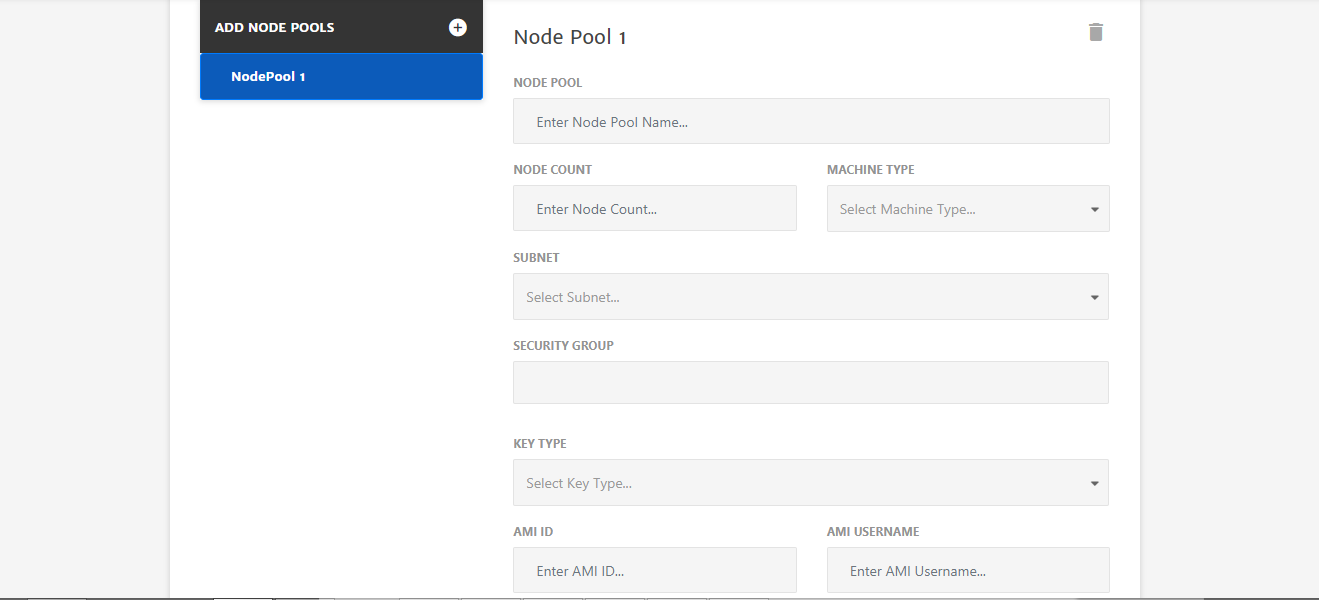 ADD NODE POOLS
NodePool 1
Node Pool 1
NODE POOL
Enter Node Pool Name...
NODE COUNT
MACHINE TYPE
Enter Node Count...
Select Machine Type...
SUBNET
Select Subnet...
SECURITY GROUP
KEY TYPE
Select Key Type...
AMI ID
AMI USERNAME
Enter AMI ID...
Enter AMI Username...